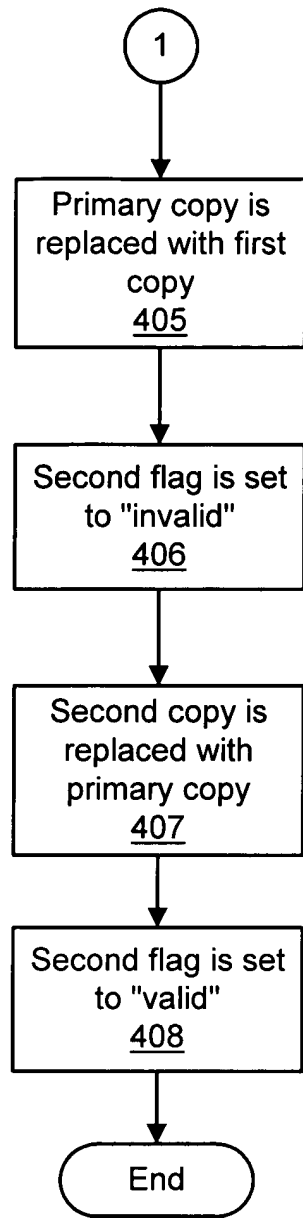 1
Primary copy is
replaced with first
copy
405
Second flag is set
to "invalid"
406
Second copy is
replaced with
primary copy
407
Second flag is set
to "valid"
408
End